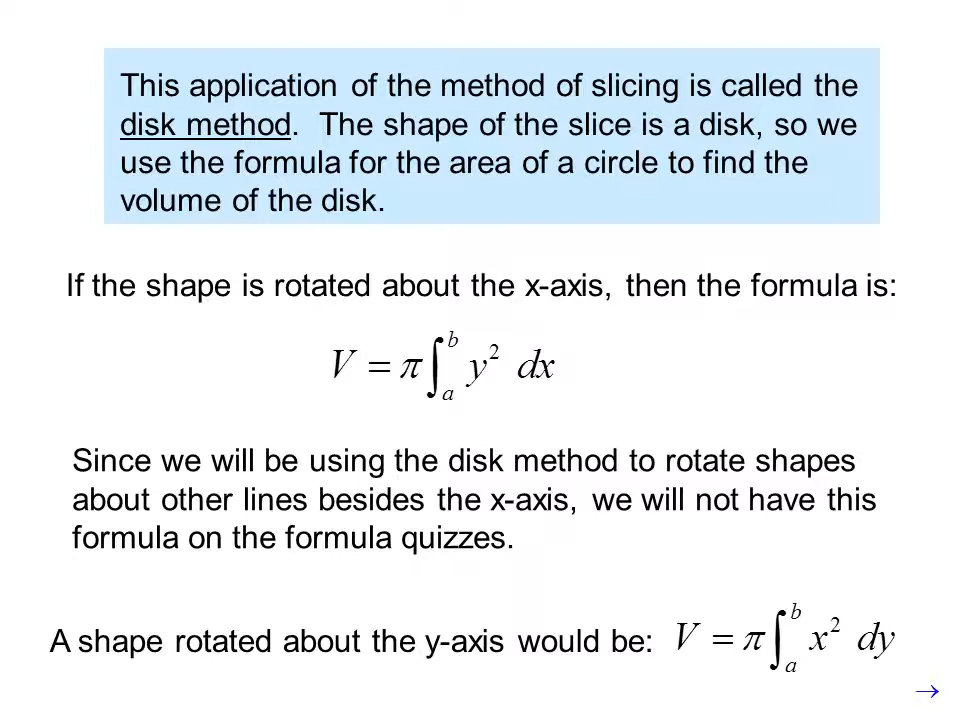 This application of the method of slicing is called the
disk method.  The shape of the slice is a disk, so we
use the formula for the area of a circle to find the
volume of the disk.
If the shape is rotated about the x-axis, then the formula is:
V = π∫_a^b y² dx
Since we will be using the disk method to rotate shapes
about other lines besides the x-axis, we will not have this
formula on the formula quizzes.
A shape rotated about the y-axis would be: V = π∫_a^b x² dy
→